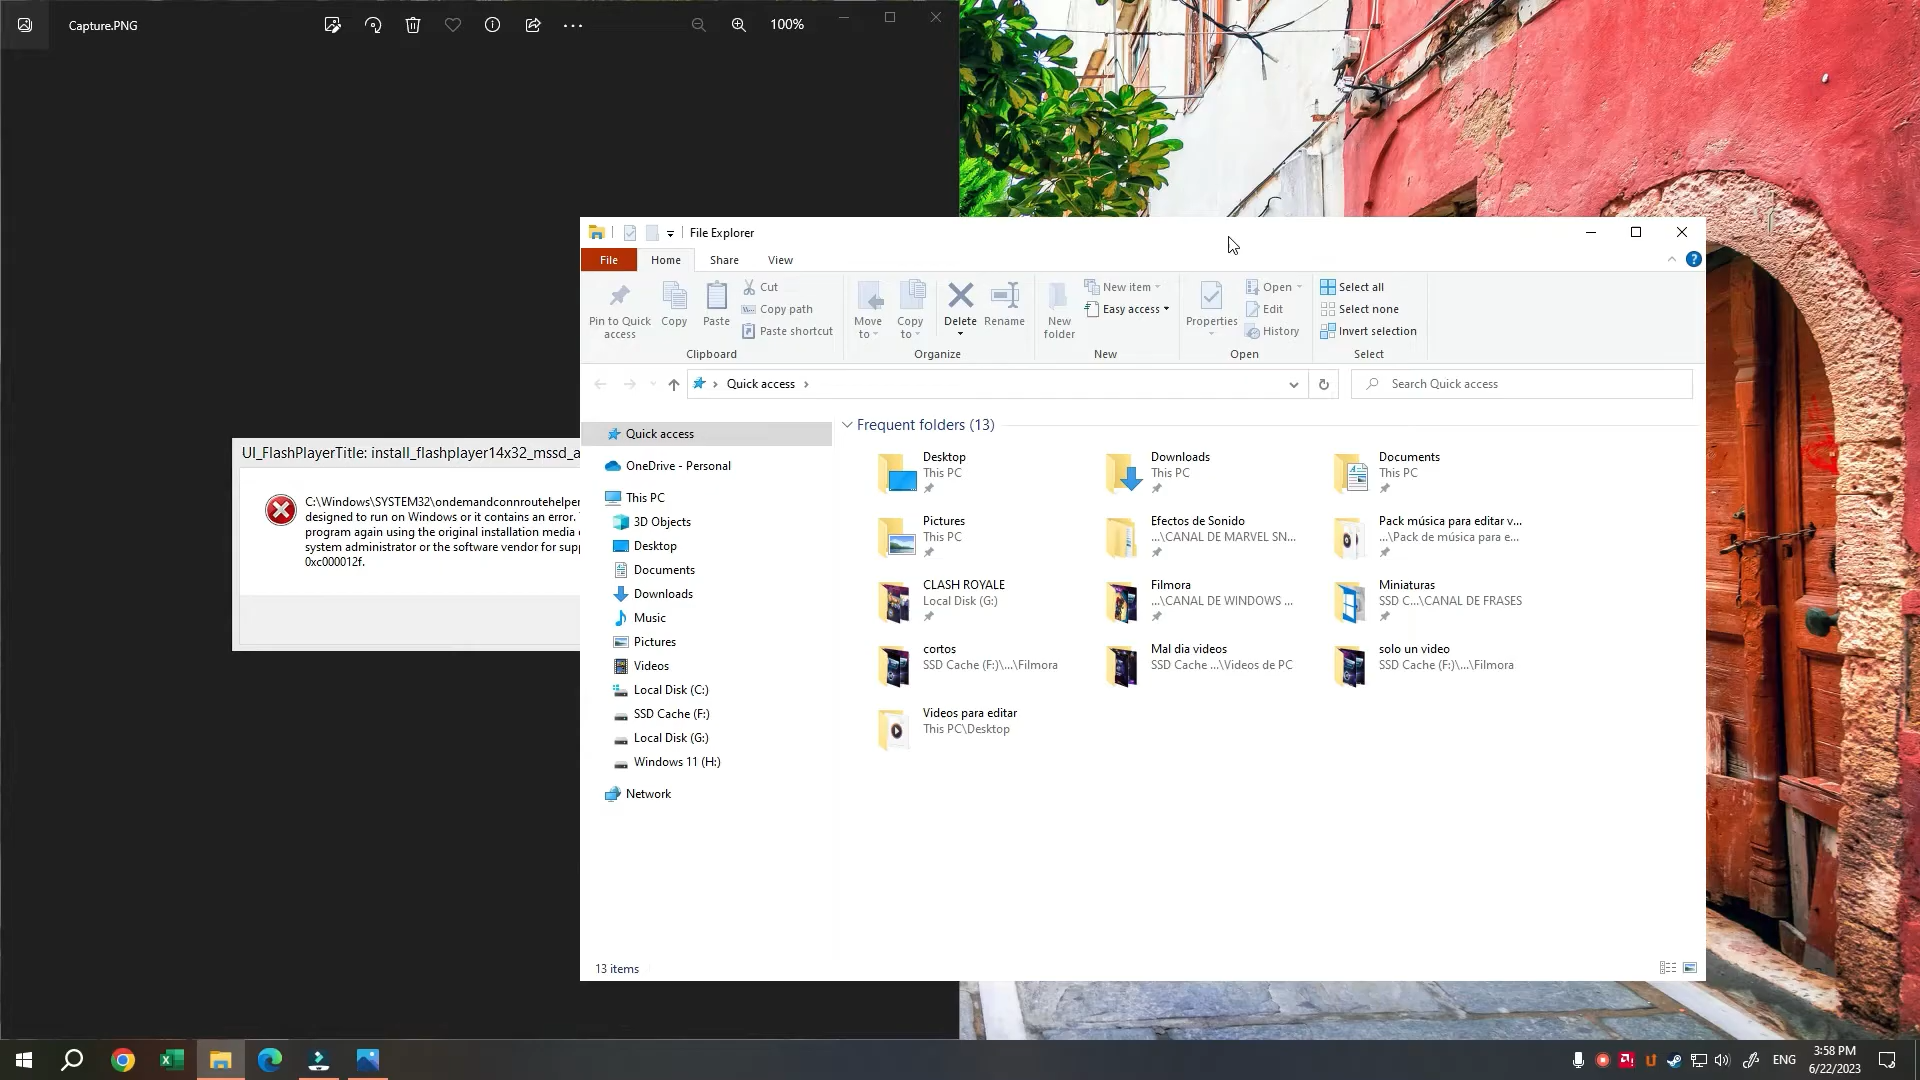 Capture.PNG
100%
UI_FlashPlayerTitle: install_flashplayer14x32_mssd_a
C:\Windows\SYSTEM32\ondemandconnroutehelper
designed to run on Windows or it contains an error.
program again using the original installation media
system administrator or the software vendor for supp
0xc000012f.
File Explorer
File
Home
Share
View
Pin to Quick access
Copy
Paste
Cut
Copy path
Paste shortcut
Clipboard
Move to
Copy to
Delete
Rename
Organize
New folder
New item
Easy access
New
Properties
Open
Edit
History
Open
Select all
Select none
Invert selection
Select
Quick access
Search Quick access
Quick access
OneDrive - Personal
This PC
3D Objects
Desktop
Documents
Downloads
Music
Pictures
Videos
Local Disk (C:)
SSD Cache (F:)
Local Disk (G:)
Windows 11 (H:)
Network
Frequent folders (13)
Desktop
This PC
Downloads
This PC
Documents
This PC
Pictures
This PC
Efectos de Sonido
...\CANAL DE MARVEL SN...
Pack música para editar v...
...\Pack de música para e...
CLASH ROYALE
Local Disk (G:)
Filmora
...\CANAL DE WINDOWS ...
Miniaturas
SSD C...\CANAL DE FRASES
cortos
SSD Cache (F:)\...\Filmora
Mal dia videos
SSD Cache ...\Videos de PC
solo un video
SSD Cache (F:)\...\Filmora
Videos para editar
This PC\Desktop
13 items
ENG
3:58 PM
6/22/2023